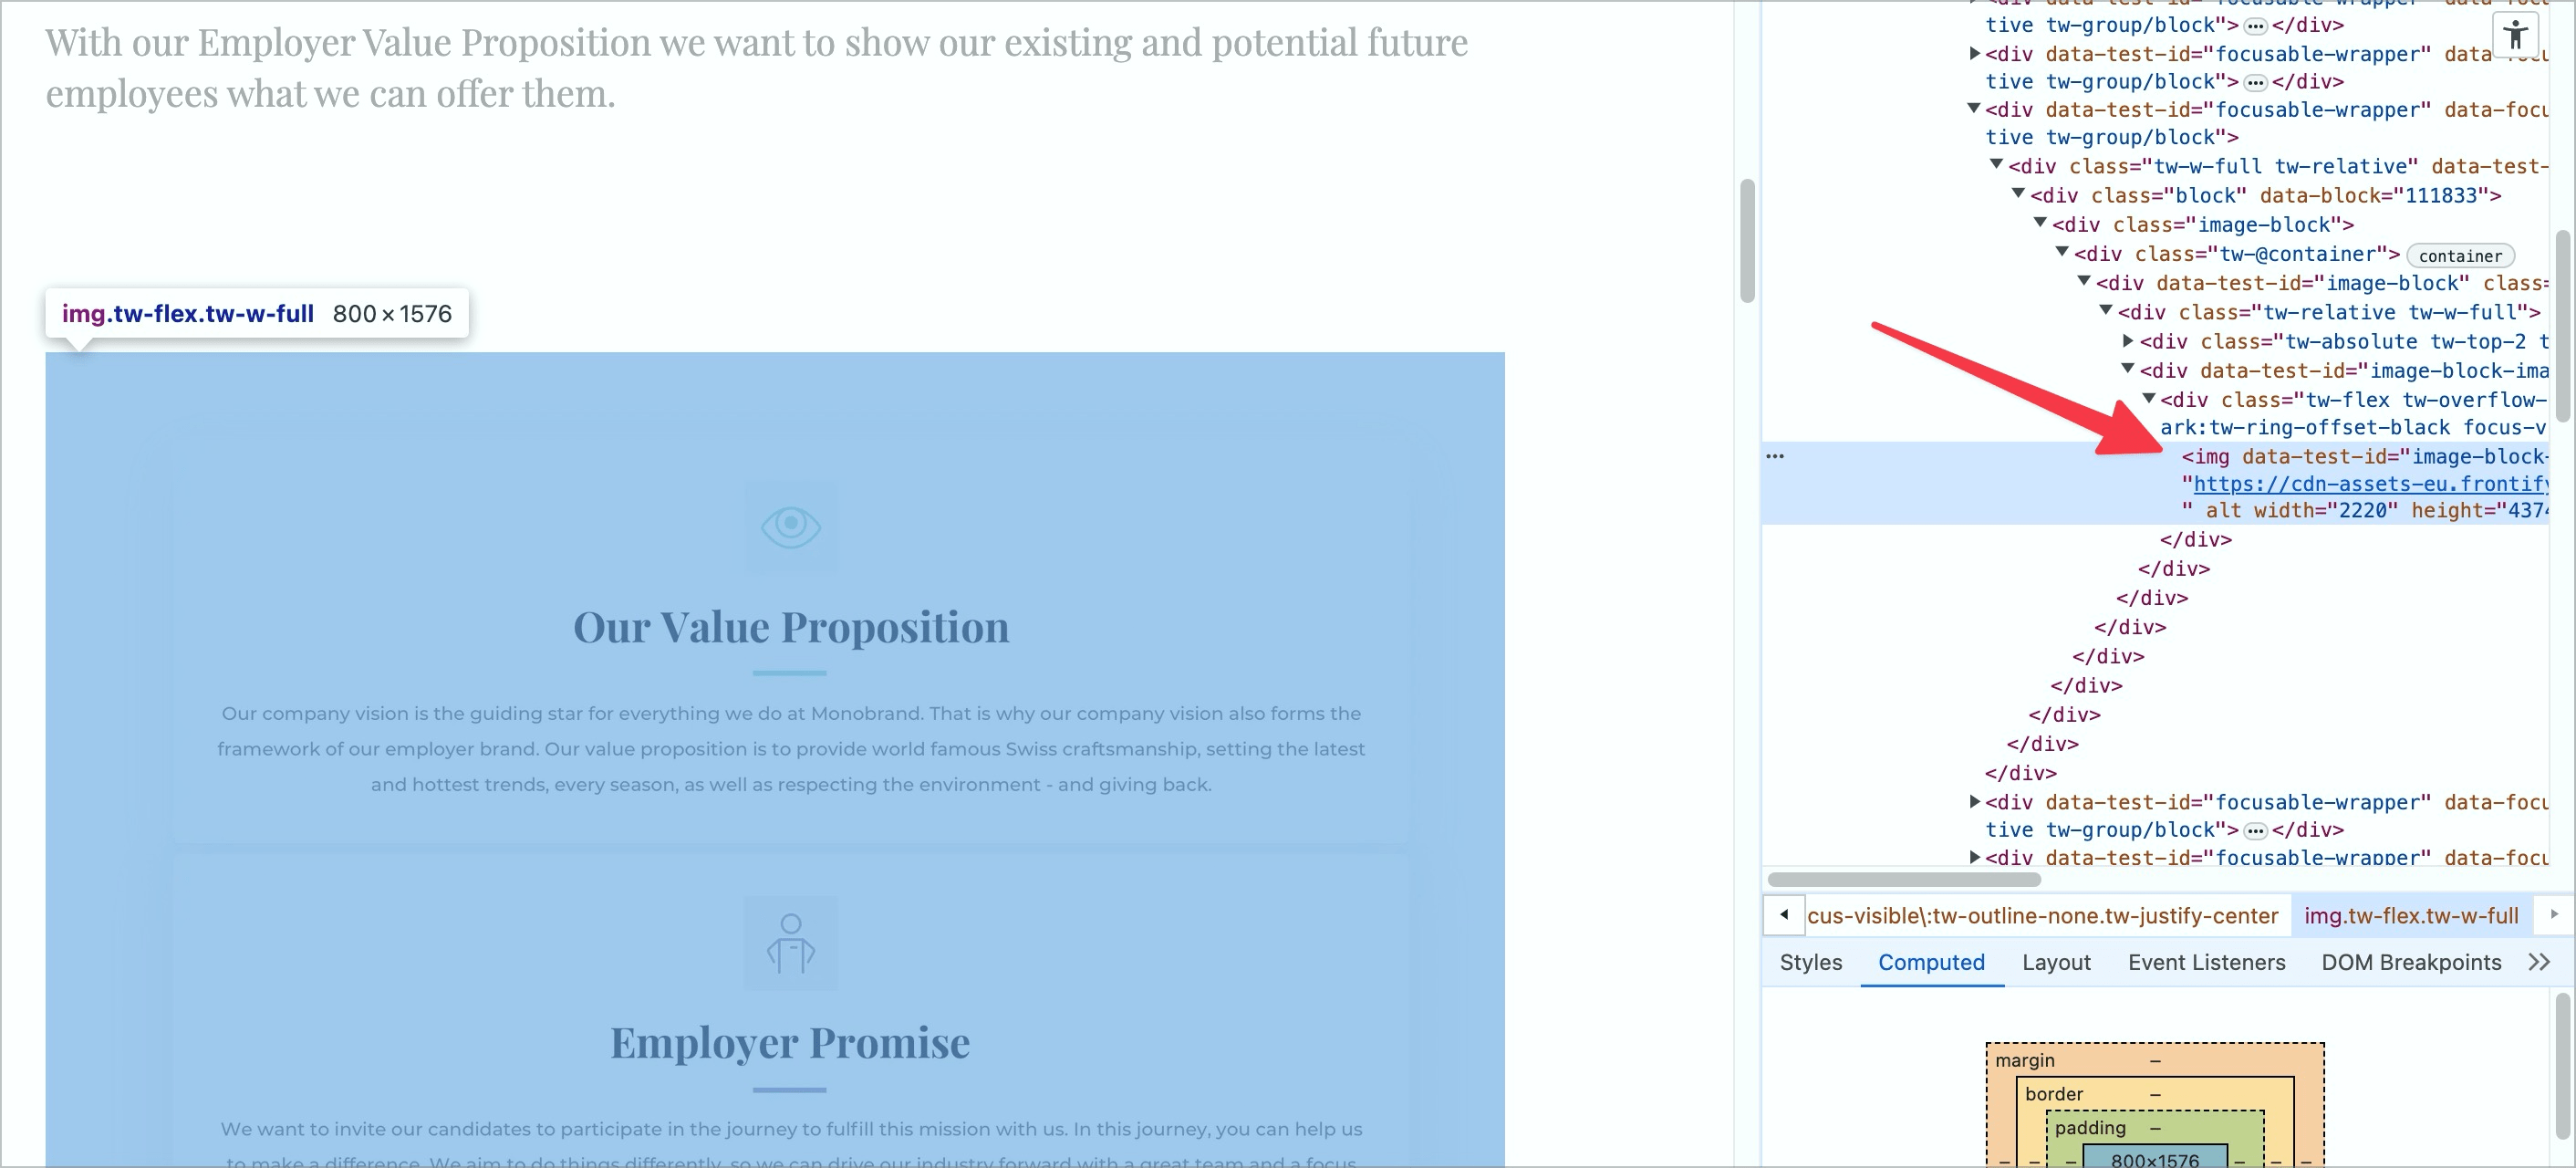 With our Employer Value Proposition we want to show our existing and potential future
employees what we can offer them.
img.tw-flex.tw-w-full 800×1576
Our Value Proposition
Our company vision is the guiding star for everything we do at Monobrand. That is why our company vision also forms the
framework of our employer brand. Our value proposition is to provide world famous Swiss craftsmanship, setting the latest
and hottest trends, every season, as well as respecting the environment - and giving back.
Employer Promise
We want to invite our candidates to participate in the journey to fulfill this mission with us. In this journey, you can help us
to make a difference. We aim to do things differently, so we can drive our industry forward with a great team and a focus
<div data-test-id="focusable-wrapper" data-focu
tive tw-group/block"> … </div>
<div data-test-id="focusable-wrapper" data-focu
tive tw-group/block"> … </div>
<div data-test-id="focusable-wrapper" data-focu
tive tw-group/block">
<div class="tw-w-full tw-relative" data-test-
<div class="block" data-block="111833">
<div class="image-block">
<div class="tw-@container"> container
<div data-test-id="image-block" class=
<div class="tw-relative tw-w-full">
<div class="tw-absolute tw-top-2 t
<div data-test-id="image-block-ima
<div class="tw-flex tw-overflow-
ark:tw-ring-offset-black focus-v
… <img data-test-id="image-block-
"https://cdn-assets-eu.frontify
" alt width="2220" height="4374
</div>
</div>
</div>
</div>
</div>
</div>
</div>
</div>
</div>
<div data-test-id="focusable-wrapper" data-focu
tive tw-group/block"> … </div>
<div data-test-id="focusable-wrapper" data-focu
cus-visible\:tw-outline-none.tw-justify-center img.tw-flex.tw-w-full
Styles Computed Layout Event Listeners DOM Breakpoints
margin –
border –
padding –
– – – 800×1576 – – –